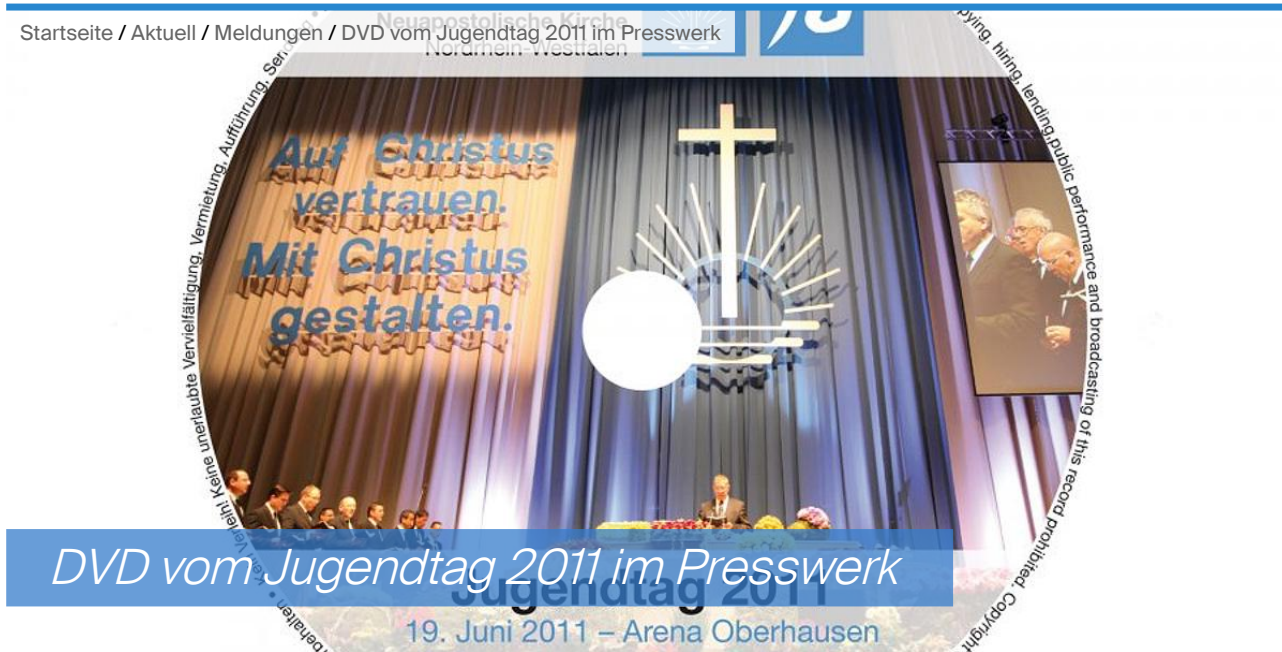 Neuapostolische Kirche
Nordrhein-Westfalen
Startseite / Aktuell / Meldungen / DVD vom Jugendtag 2011 im Presswerk
Auf Christus
vertrauen.
Mit Christus
gestalten.
Verleih! Keine unerlaubte Vervielfältigung, Vermietung, Aufführung,
hiring, lending, public performance and broadcasting of this record prohibited. Copyright
DVD vom Jugendtag 2011 im Presswerk
Jugendtag 2011
19. Juni 2011 – Arena Oberhausen